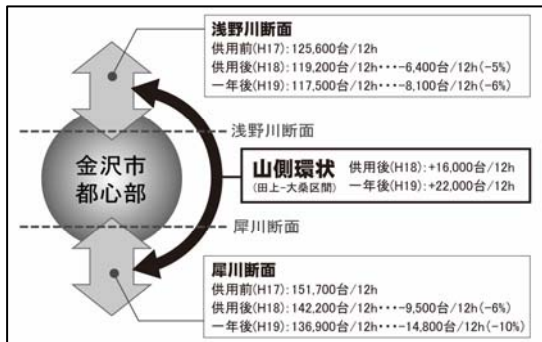 浅野川断面
供用前(H17):125,600台/12h
供用後(H18):119,200台/12h･･･-6,400台/12h(-5%)
一年後(H19):117,500台/12h･･･-8,100台/12h(-6%)
浅野川断面
金沢市
都心部
山側環状
(田上-大桑区間)
供用後(H18):+16,000台/12h
一年後(H19):+22,000台/12h
犀川断面
犀川断面
供用前(H17):151,700台/12h
供用後(H18):142,200台/12h･･･-9,500台/12h(-6%)
一年後(H19):136,900台/12h･･･-14,800台/12h(-10%)